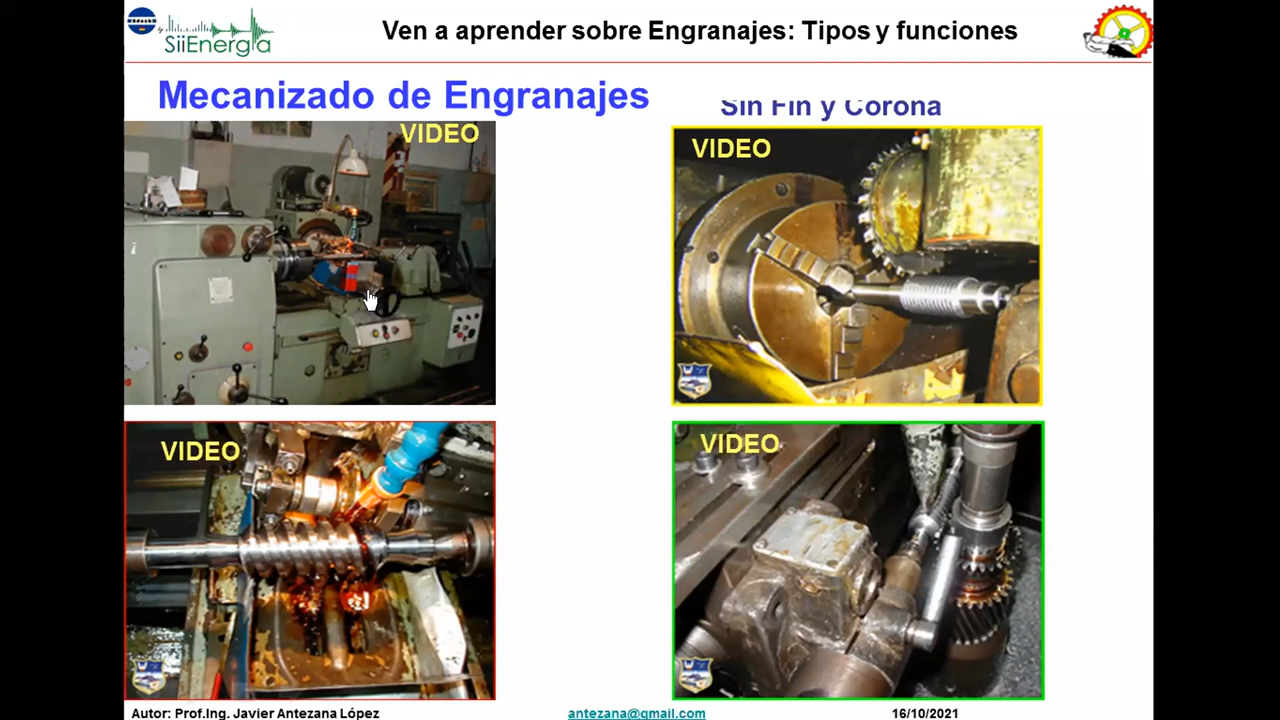 SiiEnergía
Ven a aprender sobre Engranajes: Tipos y funciones
Mecanizado de Engranajes
Sin Fin y Corona
VIDEO
VIDEO
VIDEO
VIDEO
Autor: Prof.Ing. Javier Antezana López
antezana@gmail.com
16/10/2021